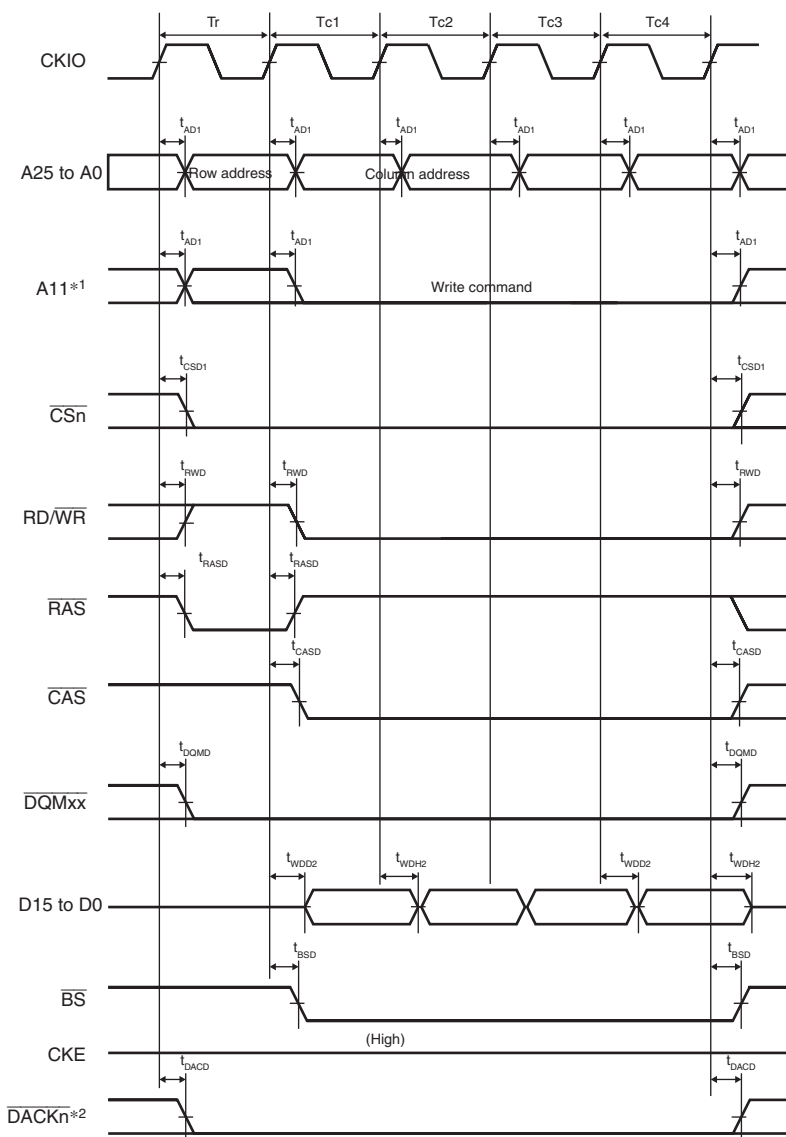 Tr Tc1 Tc2 Tc3 Tc4
CKIO
tAD1 tAD1 tAD1 tAD1 tAD1 tAD1
A25 to A0 Row address Column address
tAD1 tAD1 tAD1
A11*1 Write command
tCSD1 tCSD1
CSn
tRWD tRWD tRWD
RD/WR
tRASD tRASD
RAS
tCASD tCASD
CAS
tDQMD tDQMD
DQMxx
tWDD2 tWDH2 tWDD2 tWDH2
D15 to D0
tBSD tBSD
BS
(High)
CKE
tDACD tDACD
DACKn*2